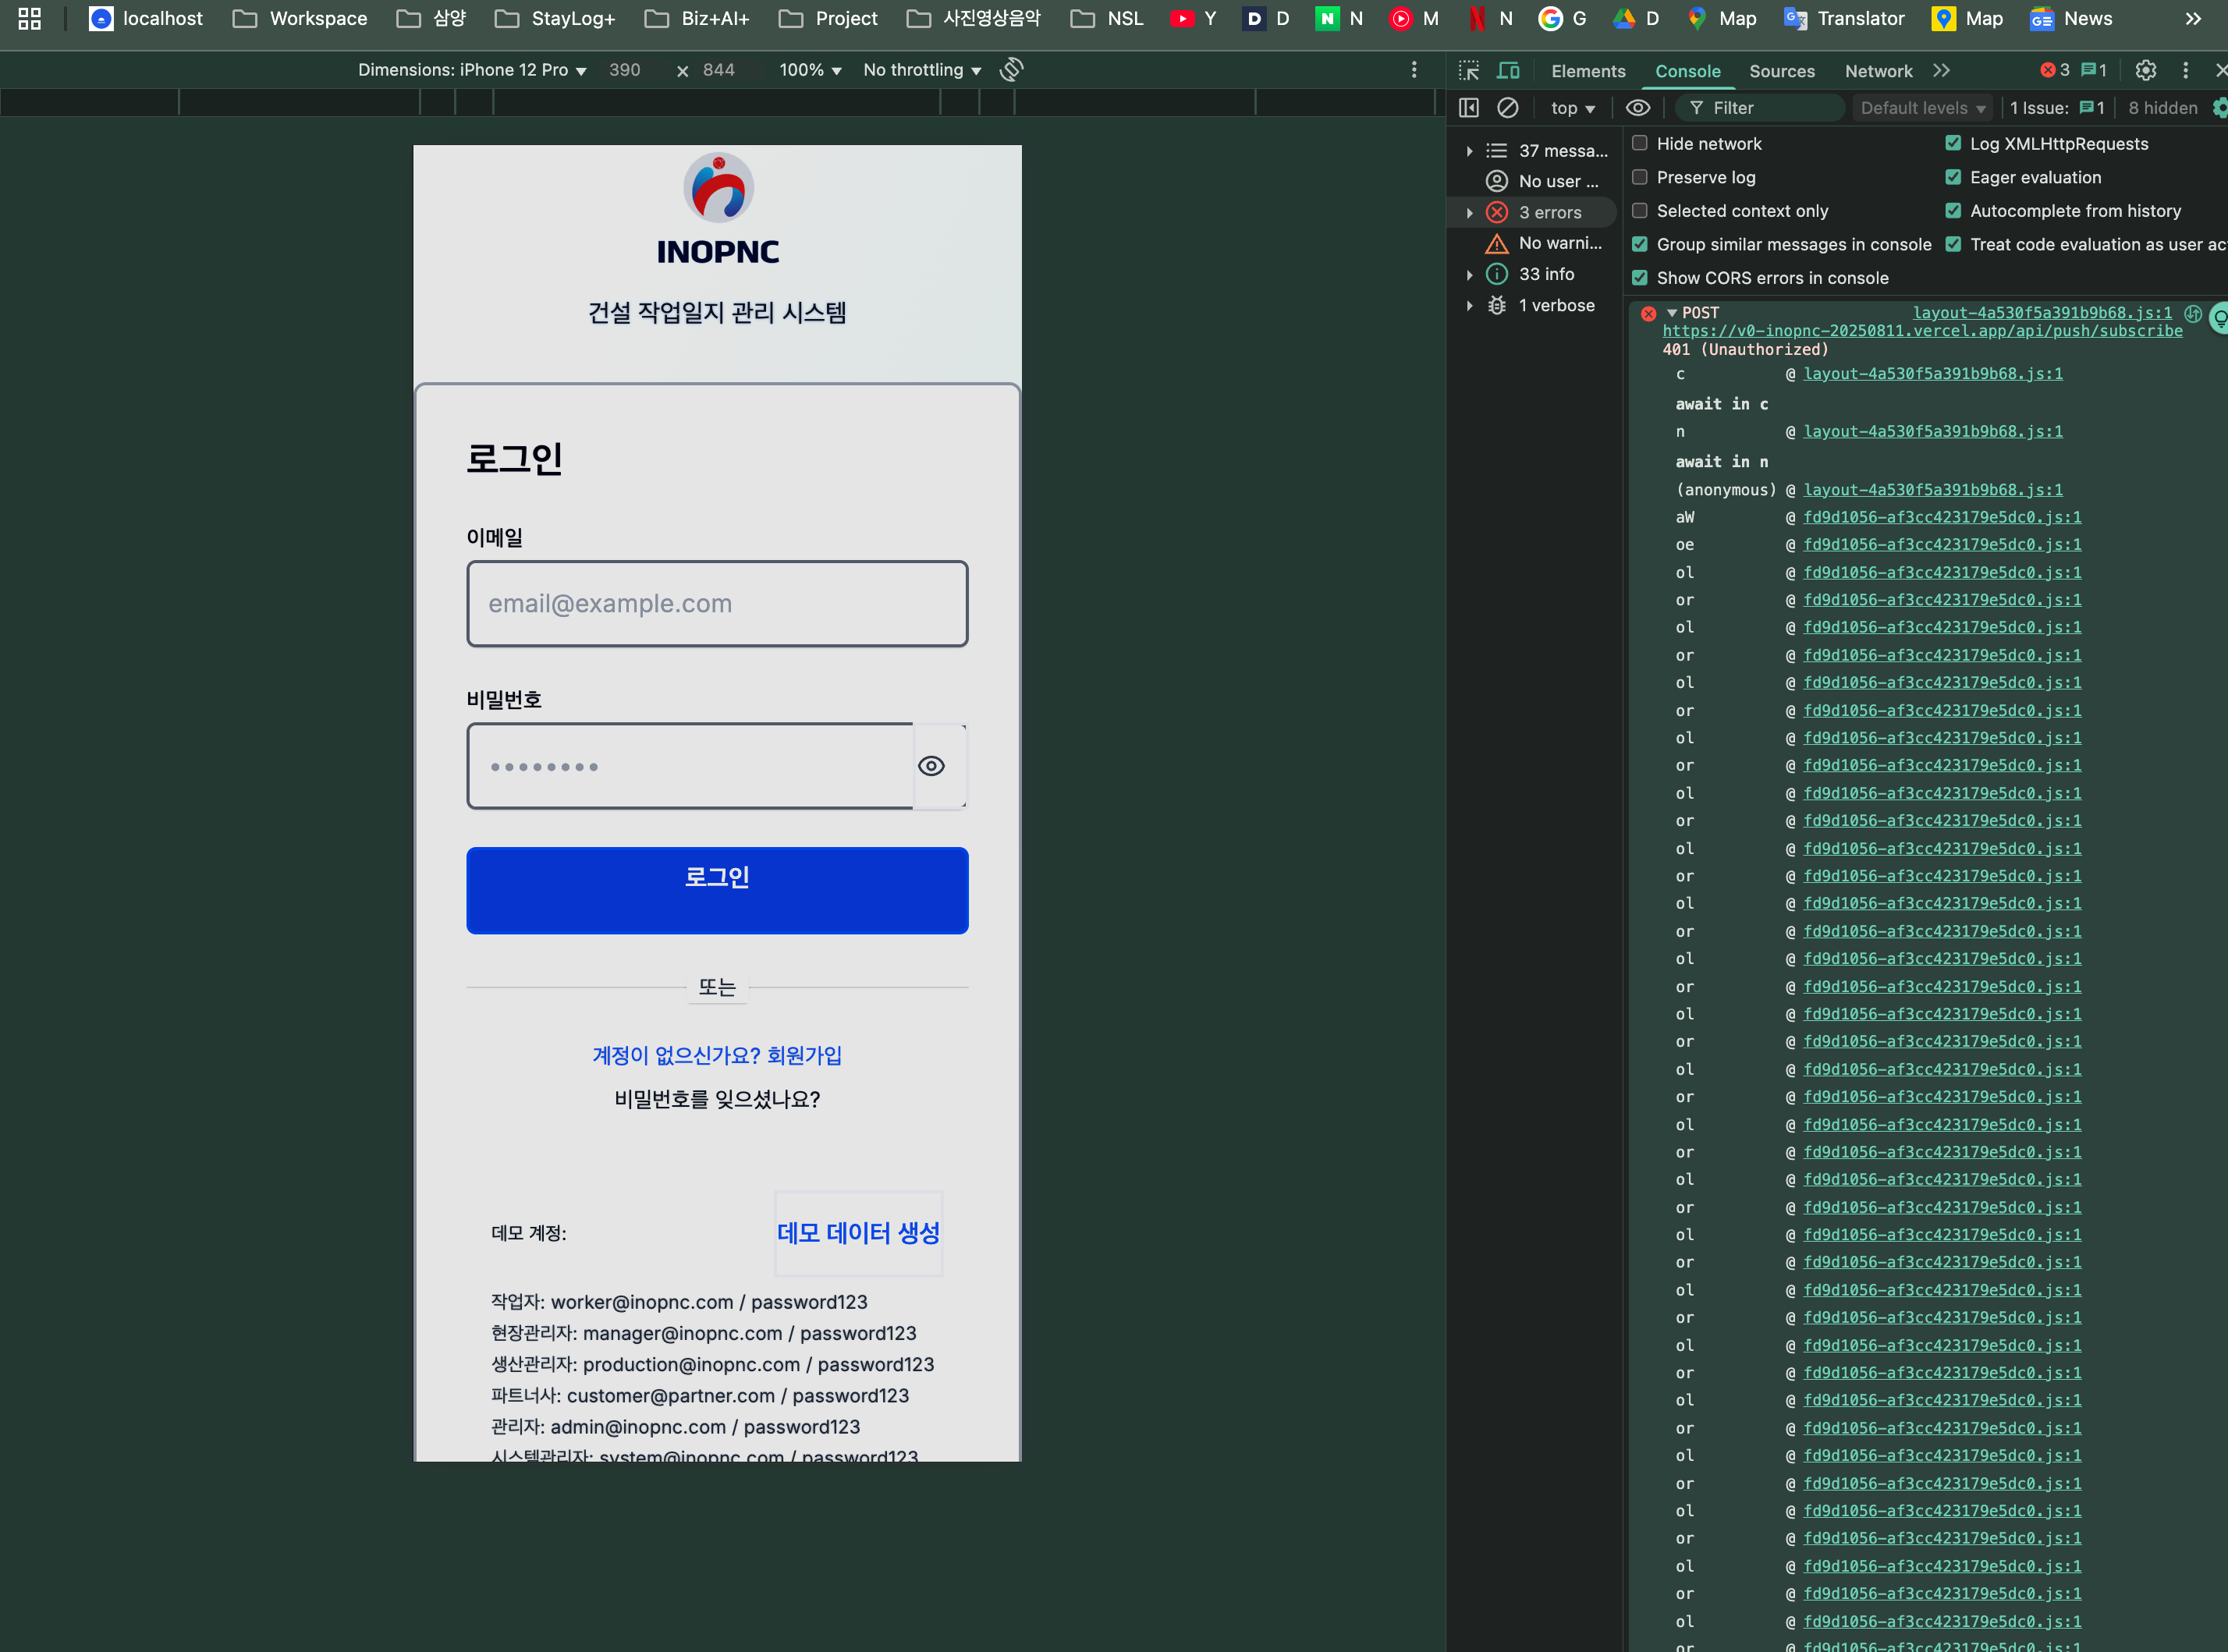 localhost Workspace 삼양 StayLog+ Biz+AI+ Project 사진영상음악 NSL Y D N M N G D Map Translator Map News
Dimensions: iPhone 12 Pro 390 x 844 100% No throttling
INOPNC
건설 작업일지 관리 시스템
로그인
이메일
email@example.com
비밀번호
로그인
또는
계정이 없으신가요? 회원가입
비밀번호를 잊으셨나요?
데모 계정: 데모 데이터 생성
작업자: worker@inopnc.com / password123
현장관리자: manager@inopnc.com / password123
생산관리자: production@inopnc.com / password123
파트너사: customer@partner.com / password123
관리자: admin@inopnc.com / password123
시스템관리자: system@inopnc.com / password123
Elements Console Sources Network 3 1
top Filter Default levels 1 Issue: 1 8 hidden
37 messa...
No user ...
3 errors
No warni...
33 info
1 verbose
Hide network Log XMLHttpRequests
Preserve log Eager evaluation
Selected context only Autocomplete from history
Group similar messages in console Treat code evaluation as user ac
Show CORS errors in console
POST layout-4a530f5a391b9b68.js:1
https://v0-inopnc-20250811.vercel.app/api/push/subscribe
401 (Unauthorized)
c @ layout-4a530f5a391b9b68.js:1
await in c
n @ layout-4a530f5a391b9b68.js:1
await in n
(anonymous) @ layout-4a530f5a391b9b68.js:1
aW @ fd9d1056-af3cc423179e5dc0.js:1
oe @ fd9d1056-af3cc423179e5dc0.js:1
ol @ fd9d1056-af3cc423179e5dc0.js:1
or @ fd9d1056-af3cc423179e5dc0.js:1
ol @ fd9d1056-af3cc423179e5dc0.js:1
or @ fd9d1056-af3cc423179e5dc0.js:1
ol @ fd9d1056-af3cc423179e5dc0.js:1
or @ fd9d1056-af3cc423179e5dc0.js:1
ol @ fd9d1056-af3cc423179e5dc0.js:1
or @ fd9d1056-af3cc423179e5dc0.js:1
ol @ fd9d1056-af3cc423179e5dc0.js:1
or @ fd9d1056-af3cc423179e5dc0.js:1
ol @ fd9d1056-af3cc423179e5dc0.js:1
or @ fd9d1056-af3cc423179e5dc0.js:1
ol @ fd9d1056-af3cc423179e5dc0.js:1
or @ fd9d1056-af3cc423179e5dc0.js:1
ol @ fd9d1056-af3cc423179e5dc0.js:1
or @ fd9d1056-af3cc423179e5dc0.js:1
ol @ fd9d1056-af3cc423179e5dc0.js:1
or @ fd9d1056-af3cc423179e5dc0.js:1
ol @ fd9d1056-af3cc423179e5dc0.js:1
or @ fd9d1056-af3cc423179e5dc0.js:1
ol @ fd9d1056-af3cc423179e5dc0.js:1
or @ fd9d1056-af3cc423179e5dc0.js:1
ol @ fd9d1056-af3cc423179e5dc0.js:1
or @ fd9d1056-af3cc423179e5dc0.js:1
ol @ fd9d1056-af3cc423179e5dc0.js:1
or @ fd9d1056-af3cc423179e5dc0.js:1
ol @ fd9d1056-af3cc423179e5dc0.js:1
or @ fd9d1056-af3cc423179e5dc0.js:1
ol @ fd9d1056-af3cc423179e5dc0.js:1
or @ fd9d1056-af3cc423179e5dc0.js:1
ol @ fd9d1056-af3cc423179e5dc0.js:1
or @ fd9d1056-af3cc423179e5dc0.js:1
ol @ fd9d1056-af3cc423179e5dc0.js:1
or @ fd9d1056-af3cc423179e5dc0.js:1
ol @ fd9d1056-af3cc423179e5dc0.js:1
or @ fd9d1056-af3cc423179e5dc0.js:1
ol @ fd9d1056-af3cc423179e5dc0.js:1
or @ fd9d1056-af3cc423179e5dc0.js:1
ol @ fd9d1056-af3cc423179e5dc0.js:1
or @ fd9d1056-af3cc423179e5dc0.js:1